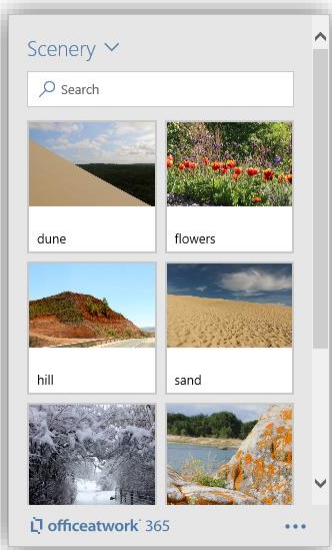 Scenery
Search
dune
flowers
hill
sand
officeatwork 365